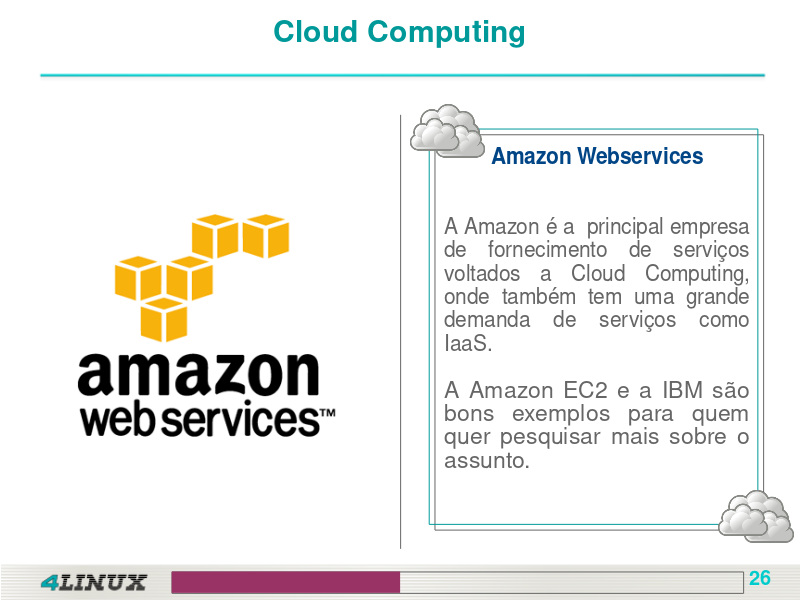 Cloud Computing
amazon
webservices™
Amazon Webservices
A Amazon é a principal empresa
de fornecimento de serviços
voltados a Cloud Computing,
onde também tem uma grande
demanda de serviços como
IaaS.
A Amazon EC2 e a IBM são
bons exemplos para quem
quer pesquisar mais sobre o
assunto.
4LINUX
26